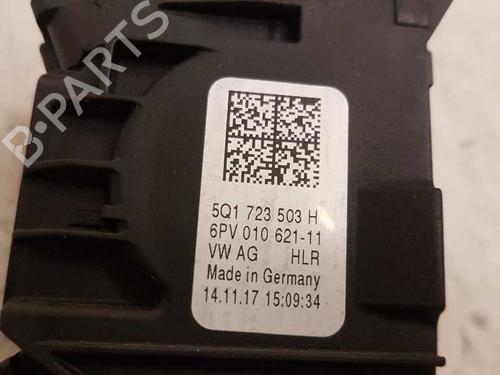 B-PARTS
5Q1 723 503 H
6PV 010 621-11
VW AG HLR
Made in Germany
14.11.17 15:09:34